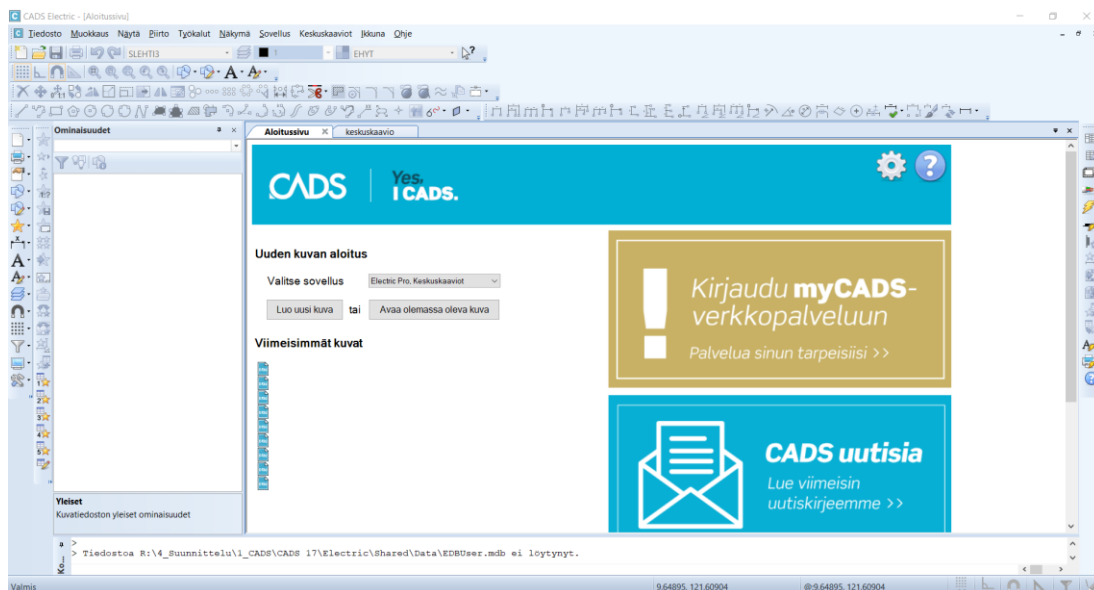 CADS Electric - [Aloitussivu]
Tiedosto Muokkaus Näytä Piirto Työkalut Näkymä Sovellus Keskuskaaviot Ikkuna Ohje
SLEHTI3
1
EHYT
Ominaisuudet
Aloitussivu
keskuskaavio
CADS
Yes,
I CADS.
Uuden kuvan aloitus
Valitse sovellus
Electric Pro, Keskuskaaviot
Luo uusi kuva
tai
Avaa olemassa oleva kuva
Viimeisimmät kuvat
Kirjaudu myCADS-
verkkopalveluun
Palvelua sinun tarpeisiisi >>
CADS uutisia
Lue viimeisin
uutiskirjeemme >>
Yleiset
Kuvatiedoston yleiset ominaisuudet
>
> Tiedostoa R:\4_Suunnittelu\1_CADS\CADS 17\Electric\Shared\Data\EDBUser.mdb ei löytynyt.
Ko...
Valmis
9.64895, 121.60904
@:9.64895, 121.60904